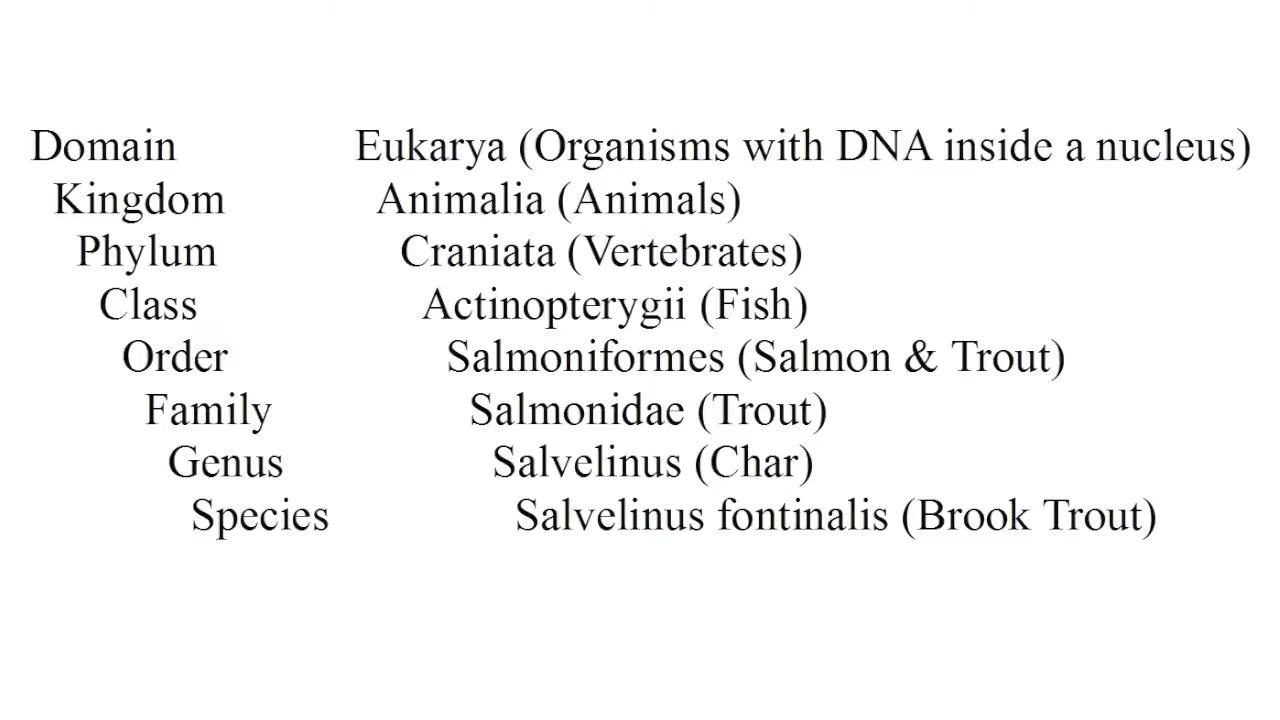 Domain Eukarya (Organisms with DNA inside a nucleus)
Kingdom Animalia (Animals)
Phylum Craniata (Vertebrates)
Class Actinopterygii (Fish)
Order Salmoniformes (Salmon & Trout)
Family Salmonidae (Trout)
Genus Salvelinus (Char)
Species Salvelinus fontinalis (Brook Trout)